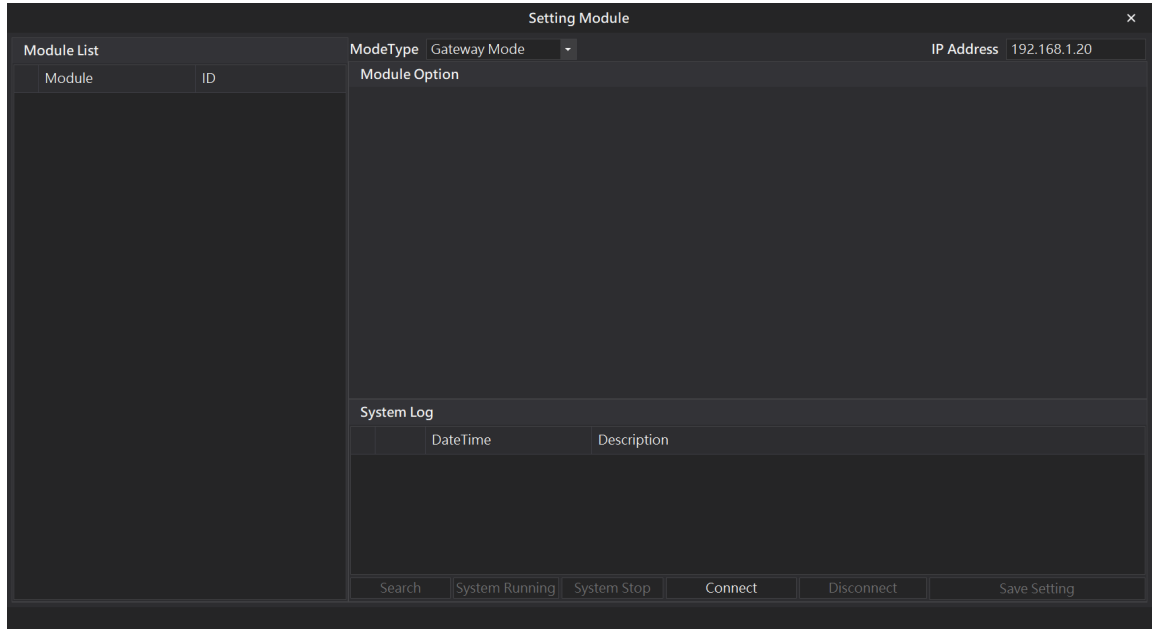 Setting Module ×
Module List
ModeType Gateway Mode
IP Address 192.168.1.20
Module ID
Module Option
System Log
DateTime Description
Search System Running System Stop Connect Disconnect Save Setting